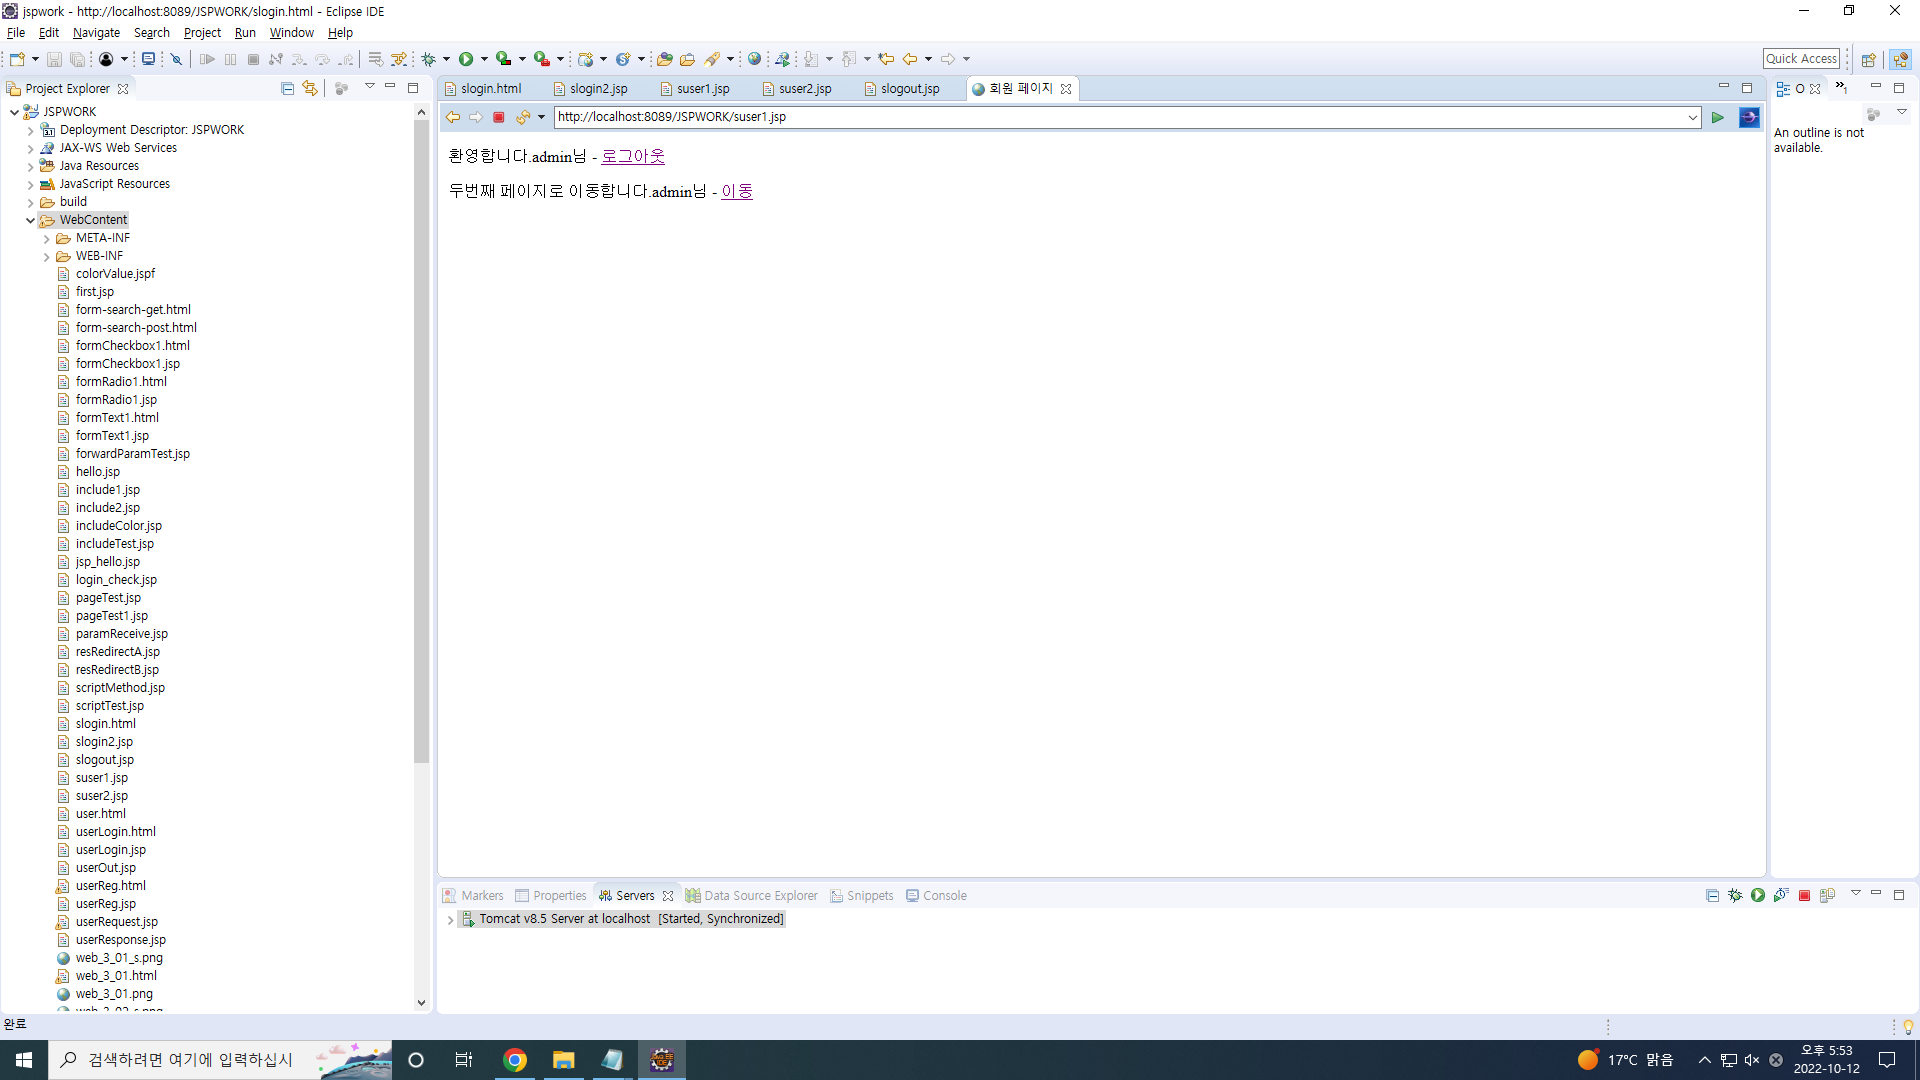 jspwork - http://localhost:8089/JSPWORK/slogin.html - Eclipse IDE
File Edit Navigate Search Project Run Window Help
Quick Access
Project Explorer
slogin.html slogin2.jsp suser1.jsp suser2.jsp slogout.jsp 회원 페이지
http://localhost:8089/JSPWORK/suser1.jsp
환영합니다.admin님 - 로그아웃
두번째 페이지로 이동합니다.admin님 - 이동
O
1
An outline is not
available.
JSPWORK
Deployment Descriptor: JSPWORK
JAX-WS Web Services
Java Resources
JavaScript Resources
build
WebContent
META-INF
WEB-INF
colorValue.jspf
first.jsp
form-search-get.html
form-search-post.html
formCheckbox1.html
formCheckbox1.jsp
formRadio1.html
formRadio1.jsp
formText1.html
formText1.jsp
forwardParamTest.jsp
hello.jsp
include1.jsp
include2.jsp
includeColor.jsp
includeTest.jsp
jsp_hello.jsp
login_check.jsp
pageTest.jsp
pageTest1.jsp
paramReceive.jsp
resRedirectA.jsp
resRedirectB.jsp
scriptMethod.jsp
scriptTest.jsp
slogin.html
slogin2.jsp
slogout.jsp
suser1.jsp
suser2.jsp
user.html
userLogin.html
userLogin.jsp
userOut.jsp
userReg.html
userReg.jsp
userRequest.jsp
userResponse.jsp
web_3_01_s.png
web_3_01.html
web_3_01.png
Markers Properties Servers Data Source Explorer Snippets Console
Tomcat v8.5 Server at localhost [Started, Synchronized]
완료
검색하려면 여기에 입력하십시
17°C 맑음
오후 5:53
2022-10-12